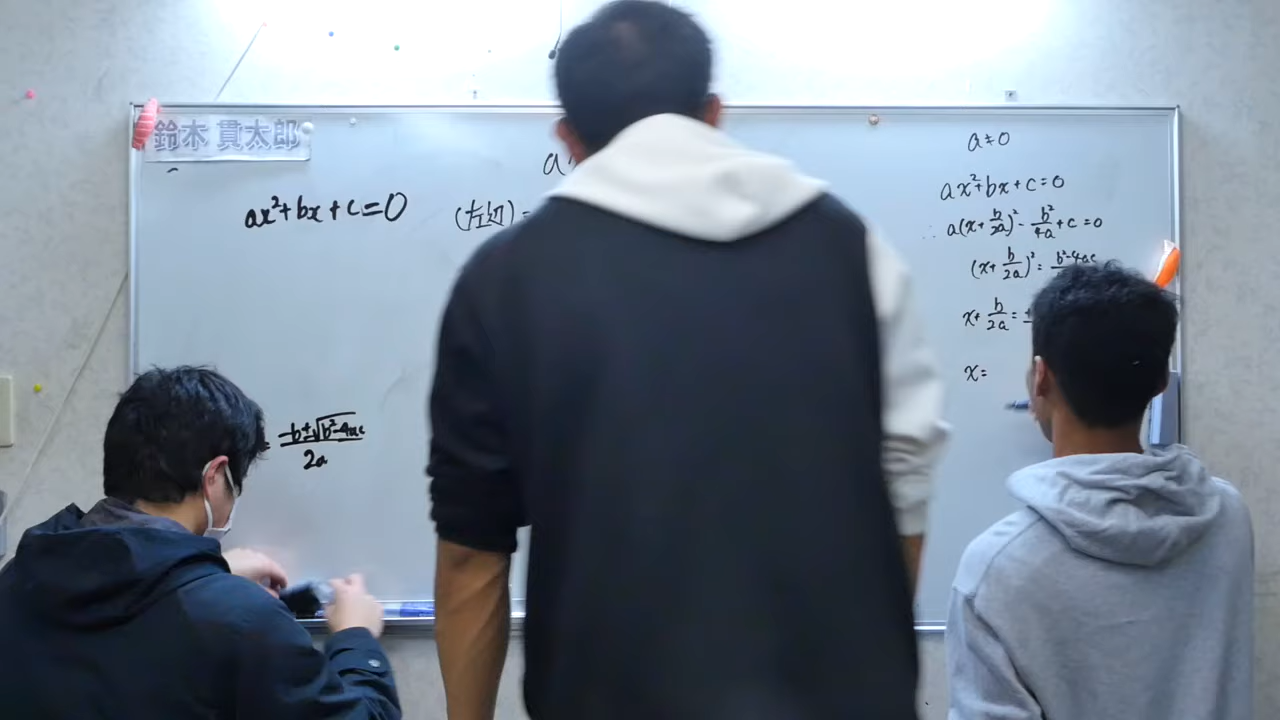 鈴木 貫太郎
ax²+bx+c=0
= -b±√b²-4ac / 2a
a
(左辺)=
a≠0
ax²+bx+c=0
∴ a(x+b/2a)²-b²/4a+c=0
(x+b/2a)²=b²-4ac
x+b/2a=±
x=